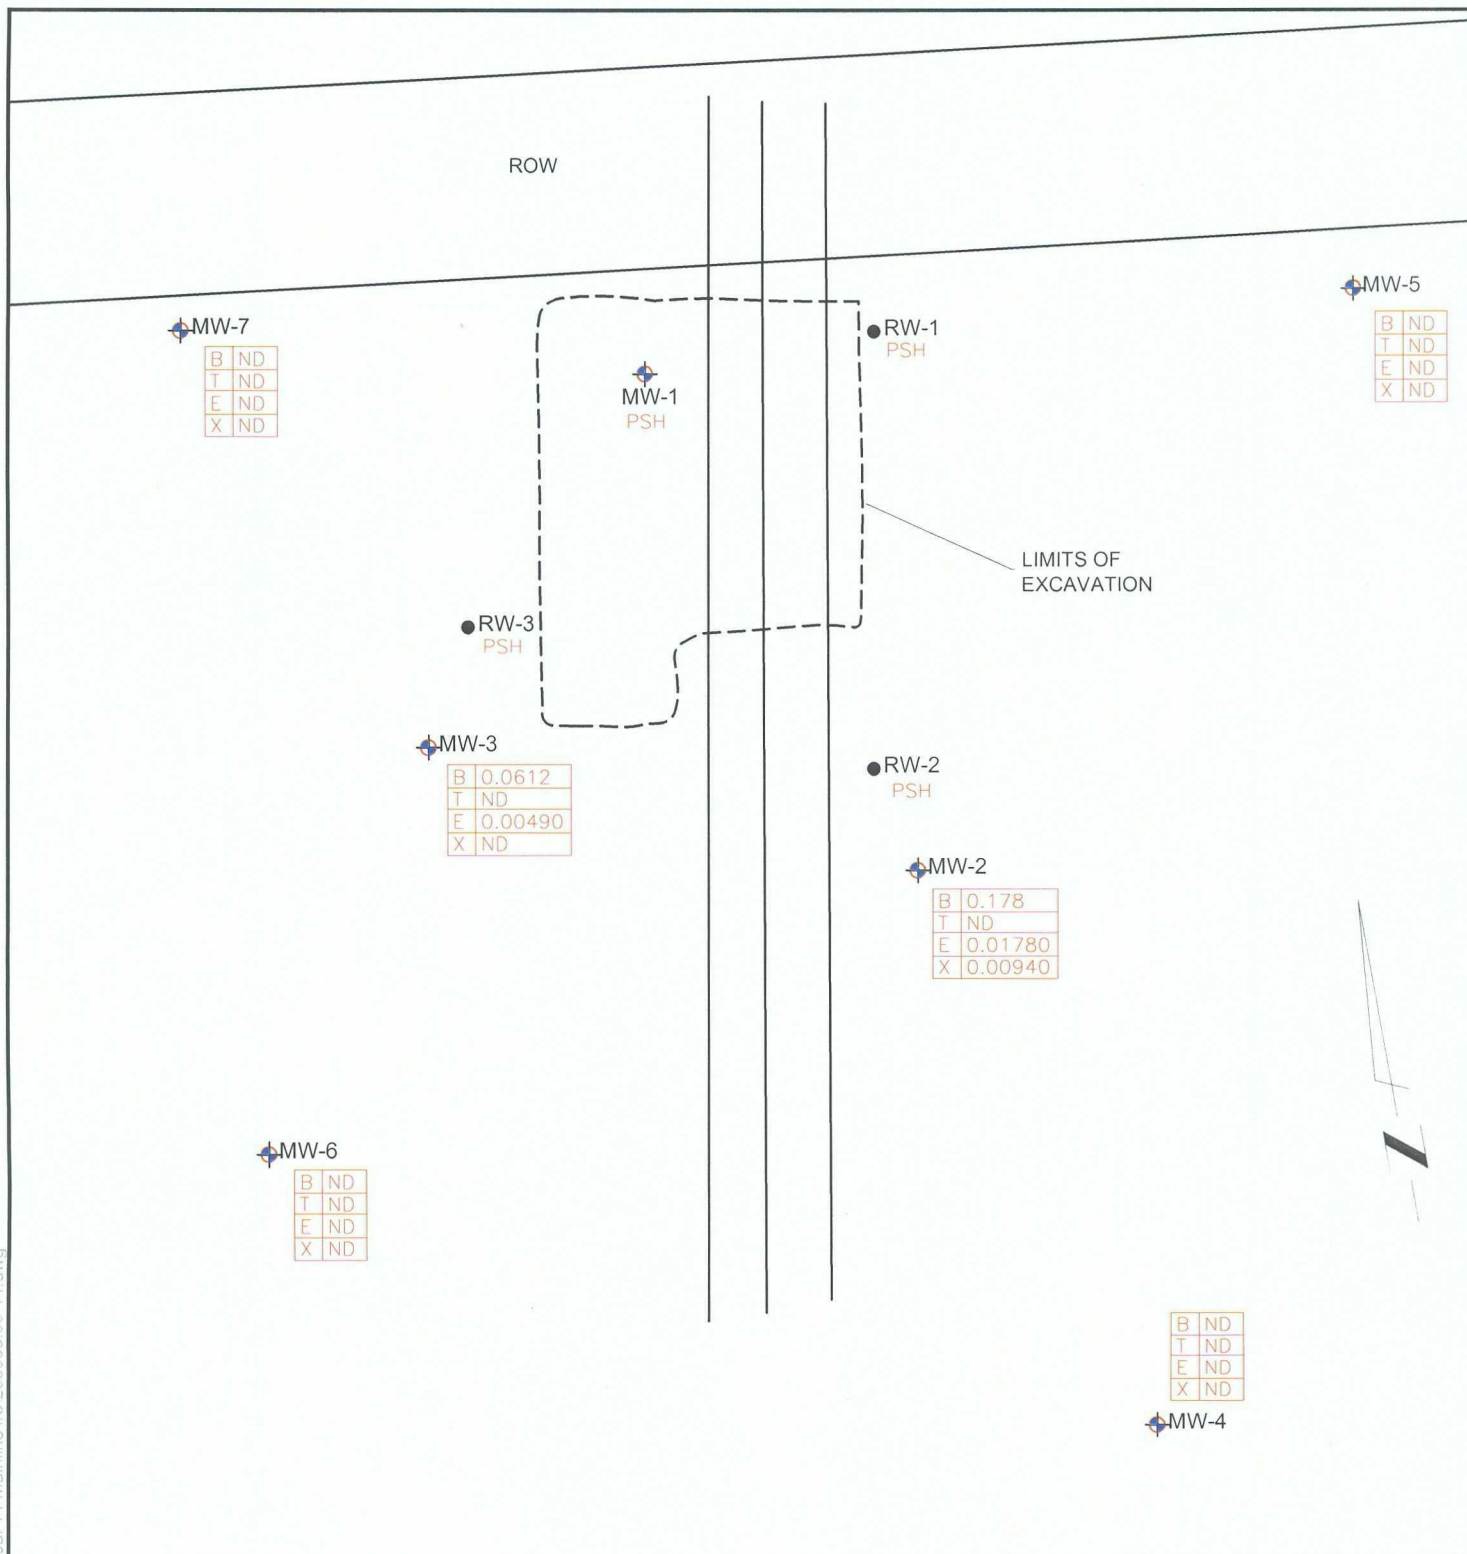 ROW
MW-5
B ND
T ND
E ND
X ND
MW-7
B ND
T ND
E ND
X ND
RW-1
PSH
MW-1
PSH
LIMITS OF
EXCAVATION
RW-3
PSH
MW-3
B 0.0612
T ND
E 0.00490
X ND
RW-2
PSH
MW-2
B 0.178
T ND
E 0.01780
X 0.00940
N
MW-6
B ND
T ND
E ND
X ND
B ND
T ND
E ND
X ND
MW-4